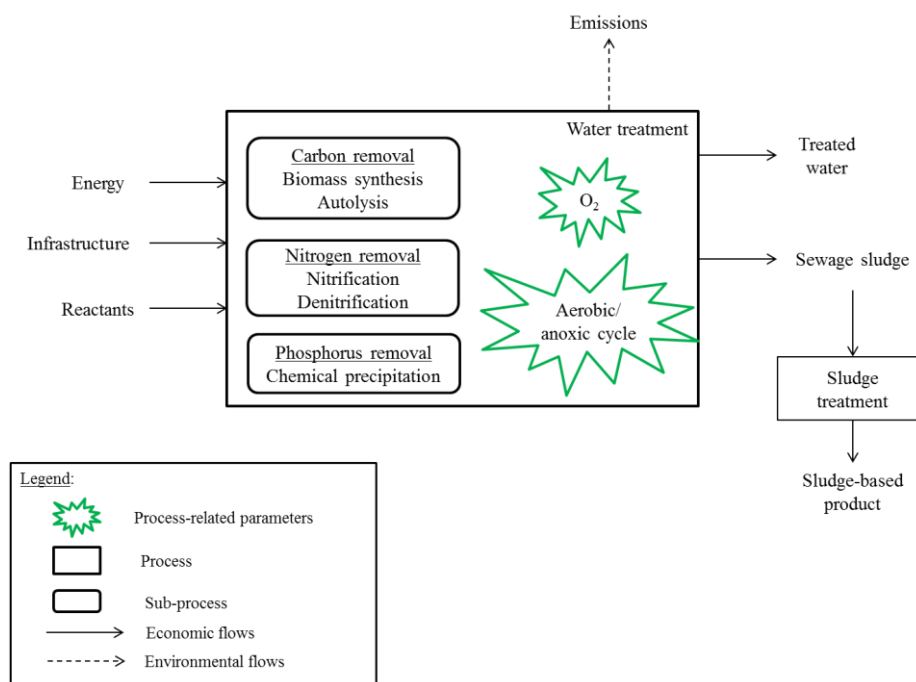 Emissions
Water treatment
Carbon removal
Biomass synthesis
Autolysis
Energy
Infrastructure
Reactants
Nitrogen removal
Nitrification
Denitrification
Phosphorus removal
Chemical precipitation
O₂
Aerobic/
anoxic cycle
Treated
water
Sewage sludge
Sludge
treatment
Sludge-based
product
Legend:
Process-related parameters
Process
Sub-process
Economic flows
Environmental flows